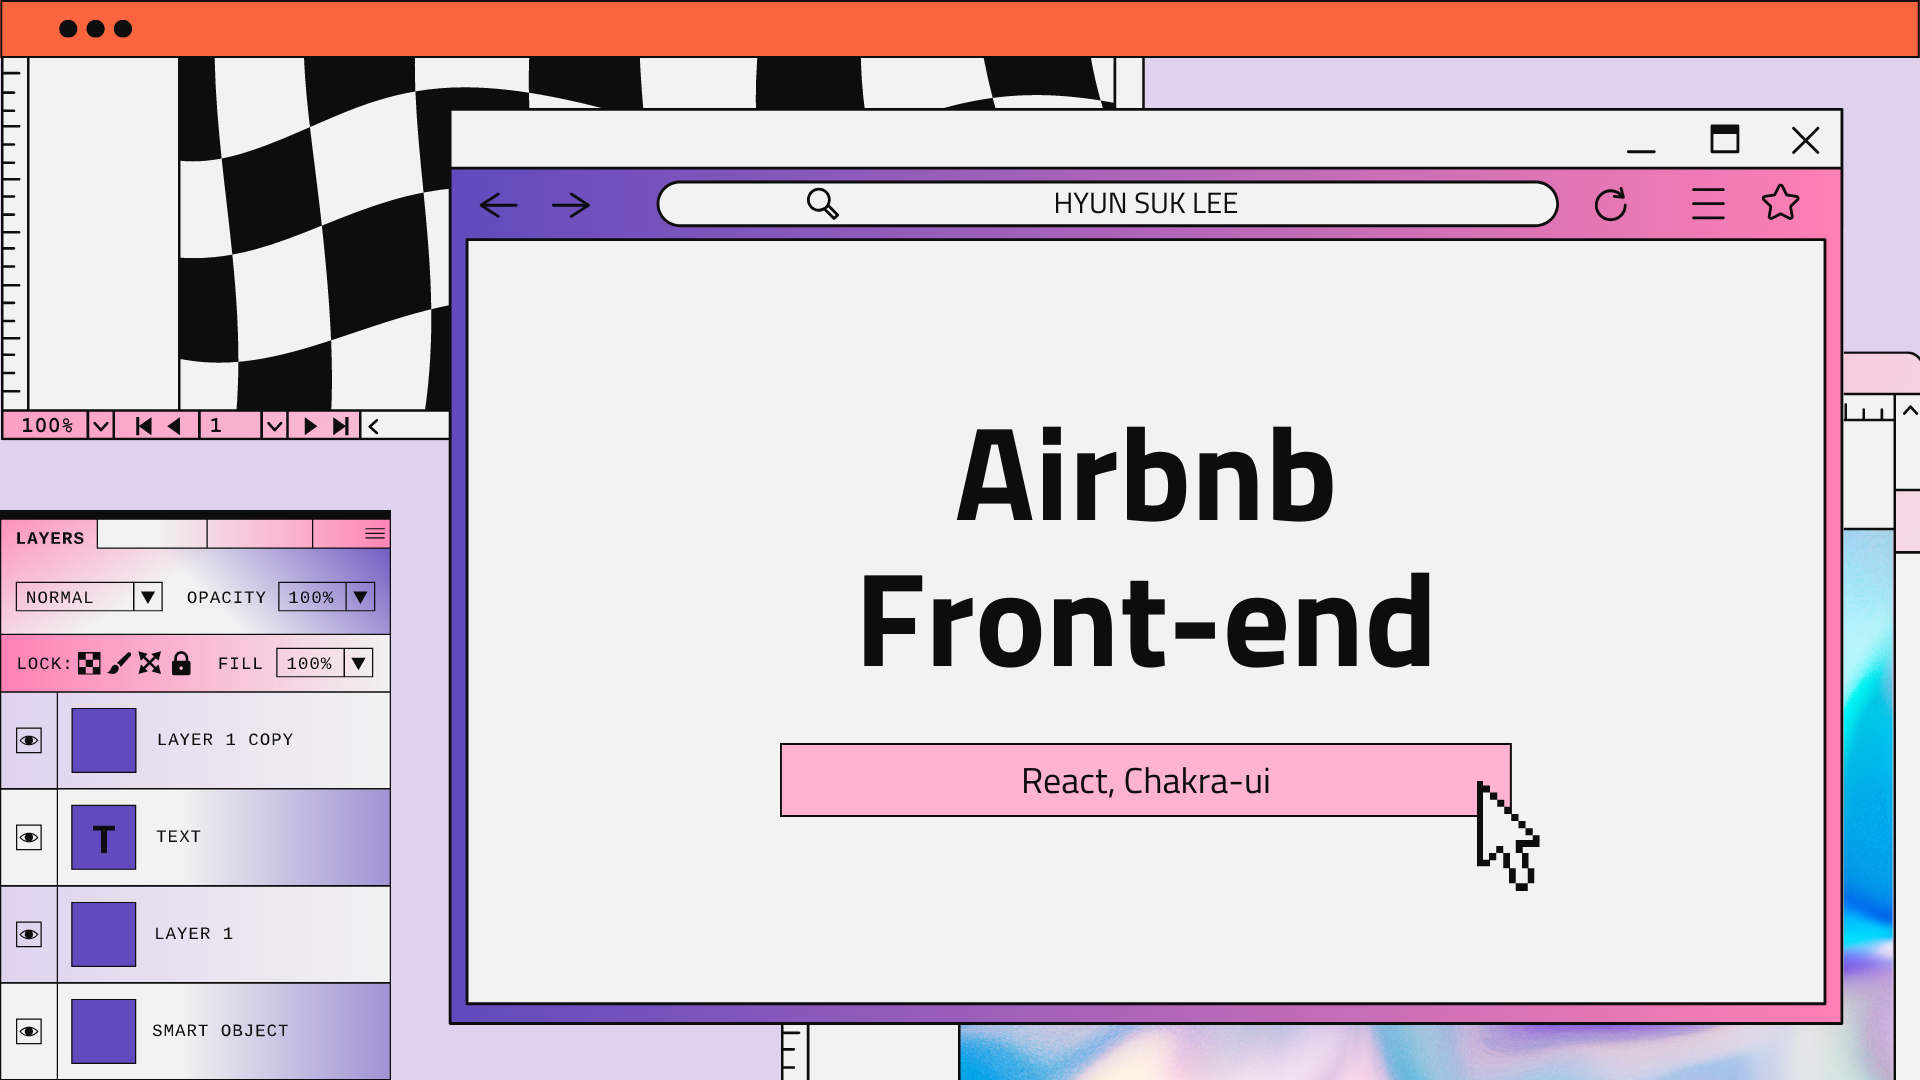 HYUN SUK LEE
Airbnb
Front-end
React, Chakra-ui
100%
1
LAYERS
NORMAL
OPACITY 100%
LOCK:
FILL 100%
LAYER 1 COPY
T
TEXT
LAYER 1
SMART OBJECT